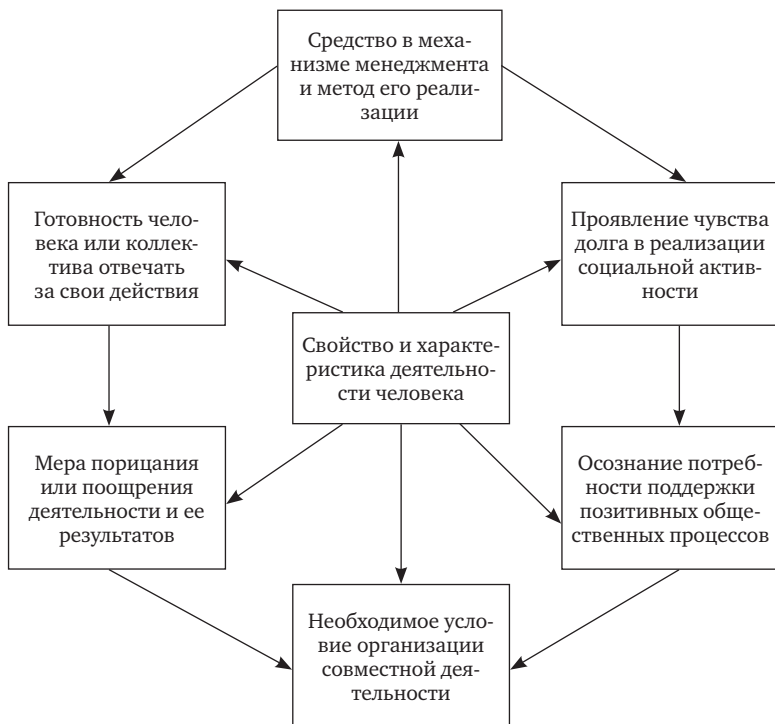 Средство в меха-
низме менеджмента
и метод его реали-
зации
Готовность чело-
века или коллек-
тива отвечать
за свои действия
Проявление чувства
долга в реализации
социальной актив-
ности
Свойство и характе-
ристика деятельно-
сти человека
Мера порицания
или поощрения
деятельности и ее
результатов
Осознание потреб-
ности поддержки
позитивных обще-
ственных процессов
Необходимое усло-
вие организации
совместной дея-
тельности